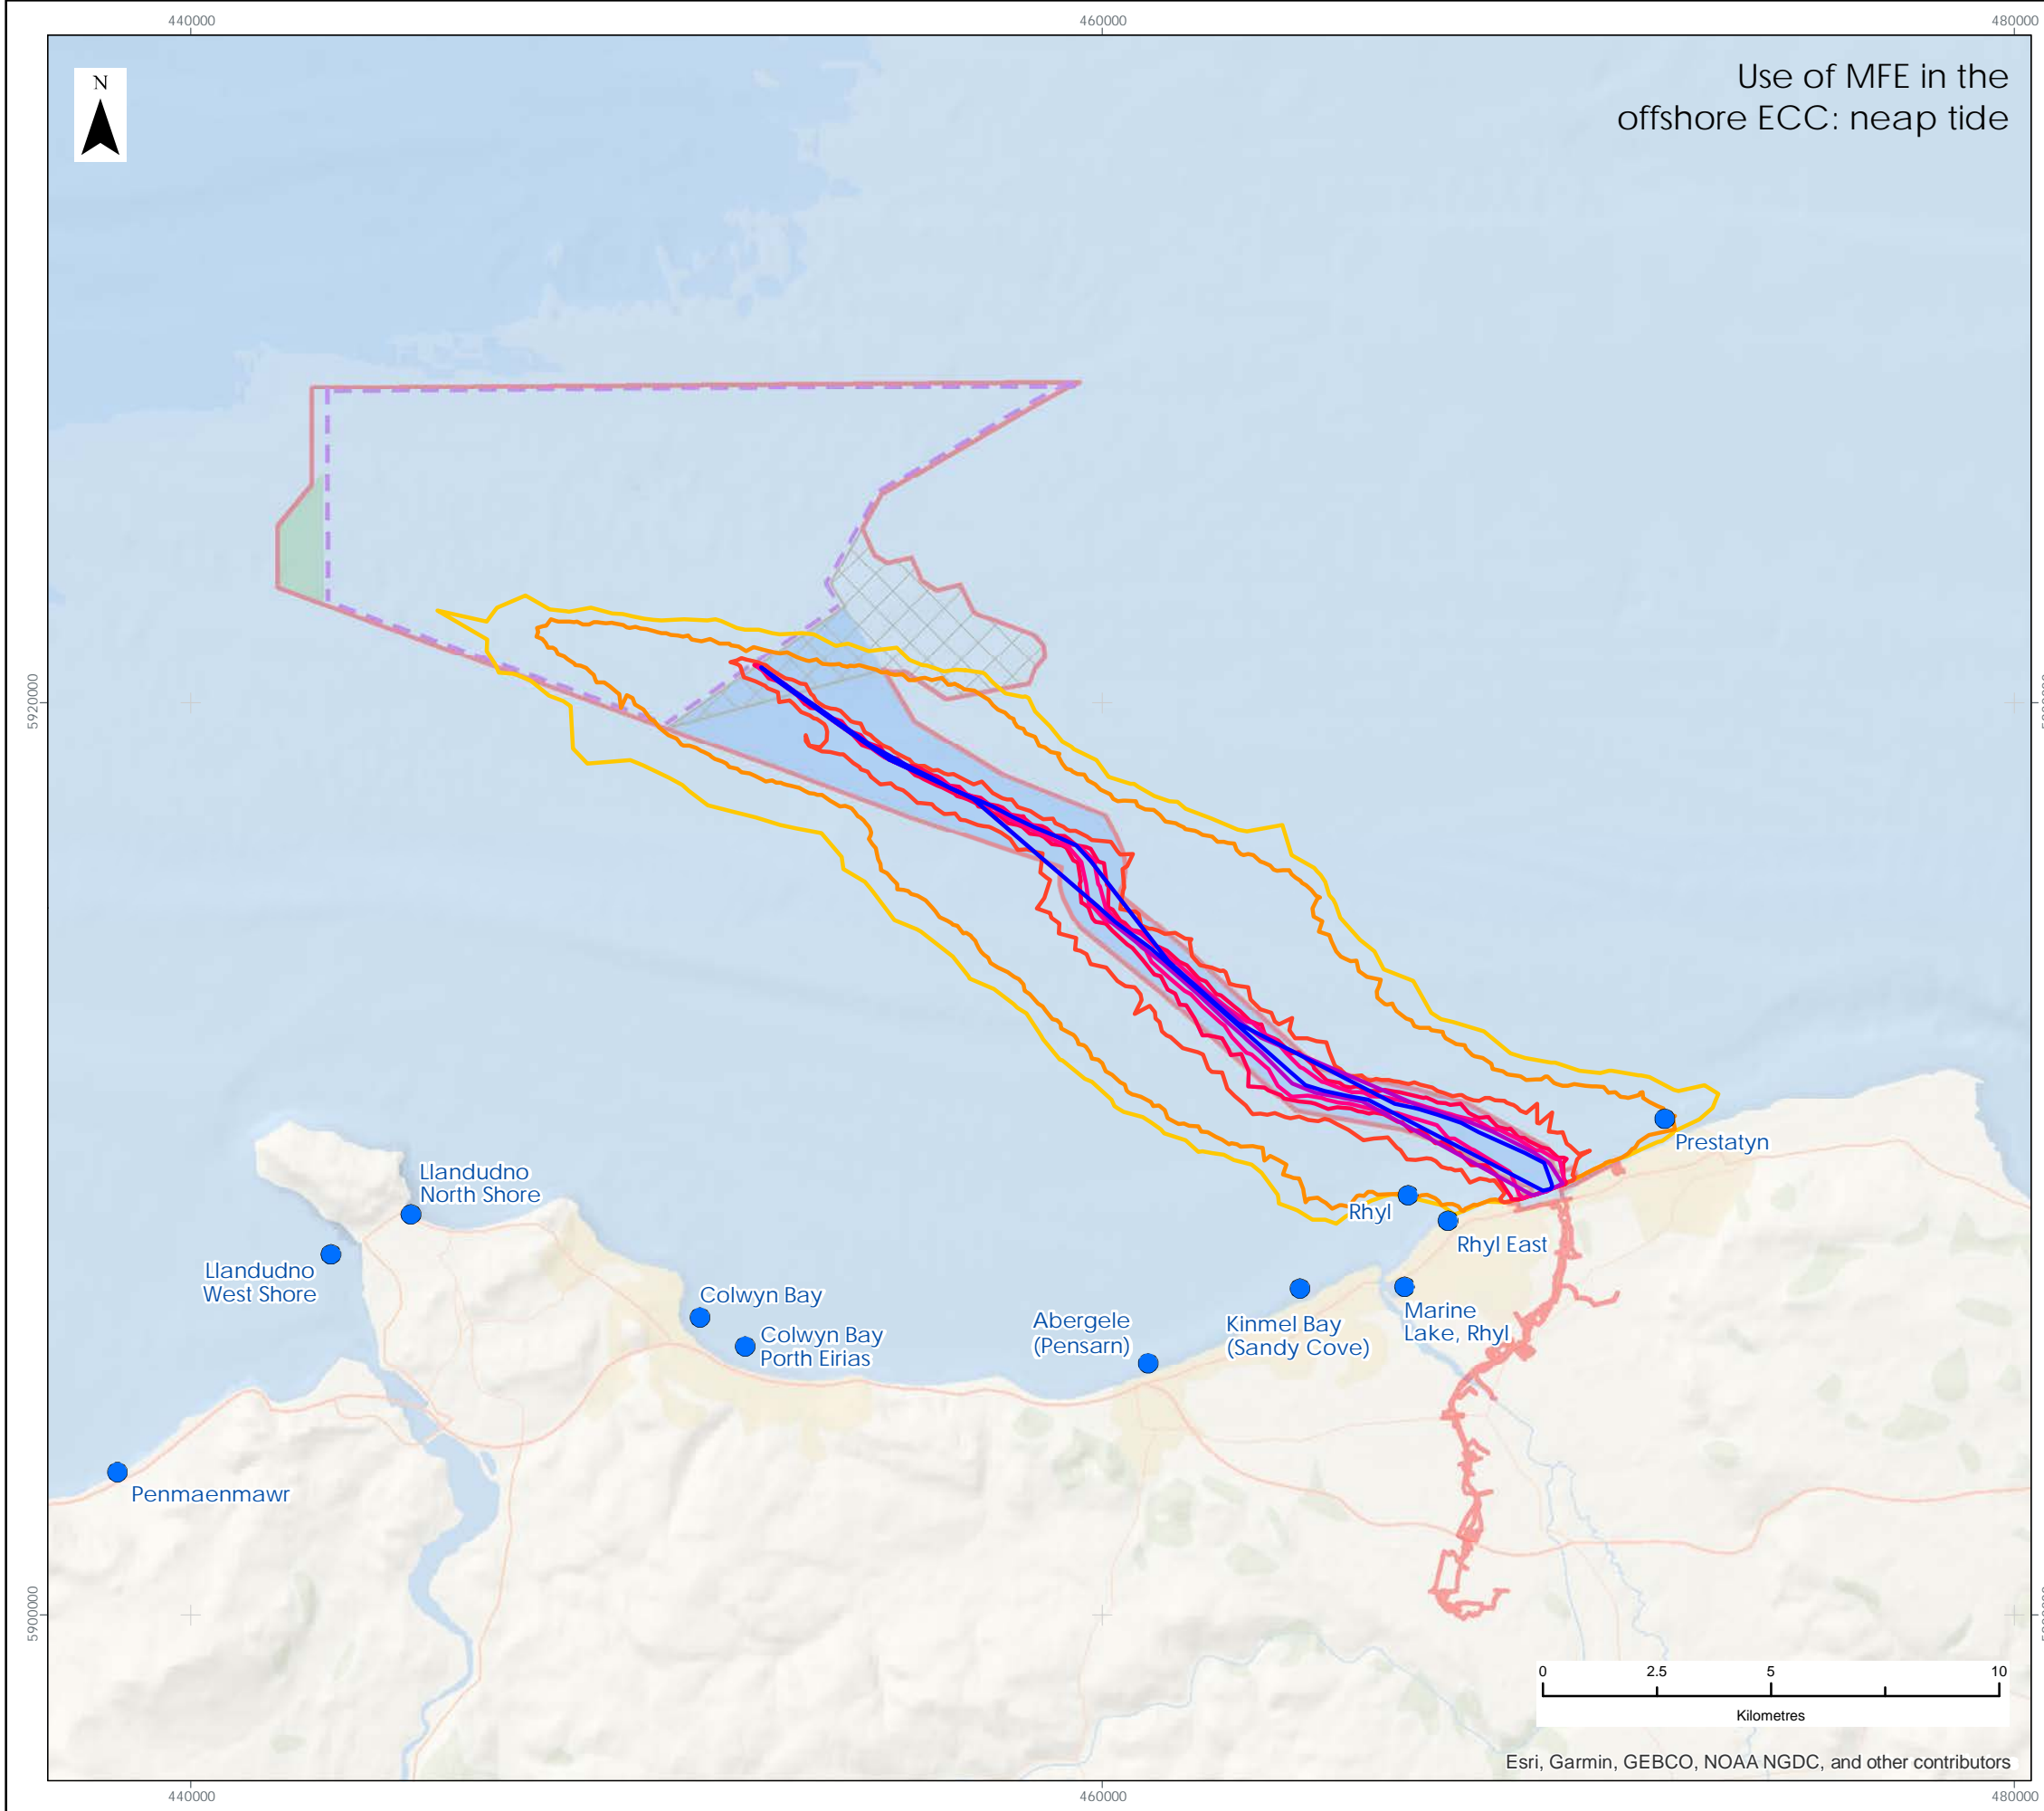 440000
460000
480000
N
Use of MFE in the
offshore ECC: neap tide
5920000
Prestatyn
Llandudno
North Shore
Rhyl
Rhyl East
Llandudno
West Shore
Colwyn Bay
Colwyn Bay
Porth Eirias
Abergele
(Pensarn)
Kinmel Bay
(Sandy Cove)
Marine
Lake, Rhyl
Penmaenmawr
5900000
0
2.5
5
10
Kilometres
Esri, Garmin, GEBCO, NOAA NGDC, and other contributors
440000
460000
480000